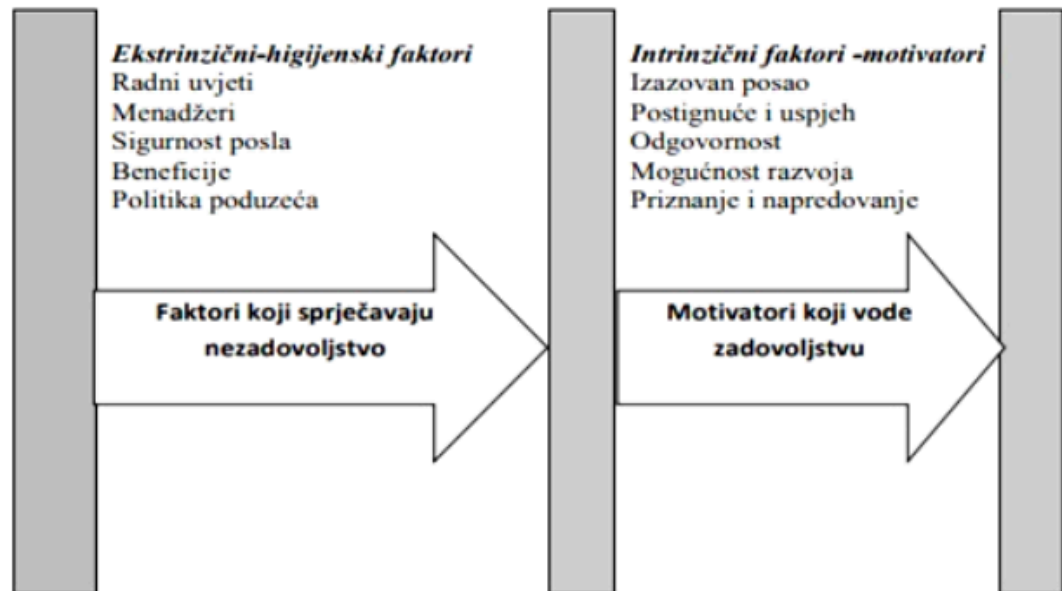 Ekstrinzični-higijenski faktori
Radni uvjeti
Menadžeri
Sigurnost posla
Beneficije
Politika poduzeća
Faktori koji sprječavaju
nezadovoljstvo
Intrinzični faktori -motivatori
Izazovan posao
Postignuće i uspjeh
Odgovornost
Mogućnost razvoja
Priznanje i napredovanje
Motivatori koji vode
zadovoljstvu